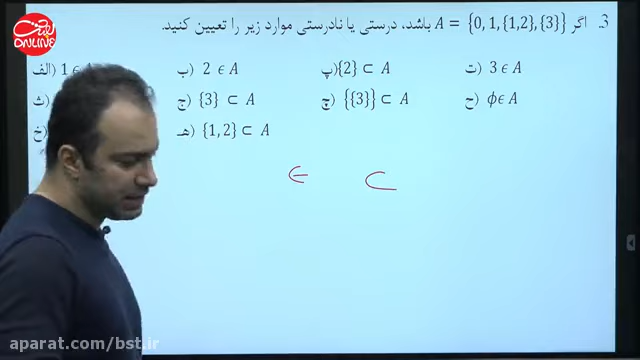 3. اگر A = {0, 1, {1,2}, {3}} باشد، درستی یا نادرستی موارد زیر را تعیین کنید.
الف) 1 ϵ A ب) 2 ϵ A پ) {2} ⊂ A ت) 3 ϵ A
ث) ج) {3} ⊂ A چ) {{3}} ⊂ A ح) ϕ ϵ A
خ) هـ) {1, 2} ⊂ A
∈ ⊂
ONLINE
aparat.com/bst.ir